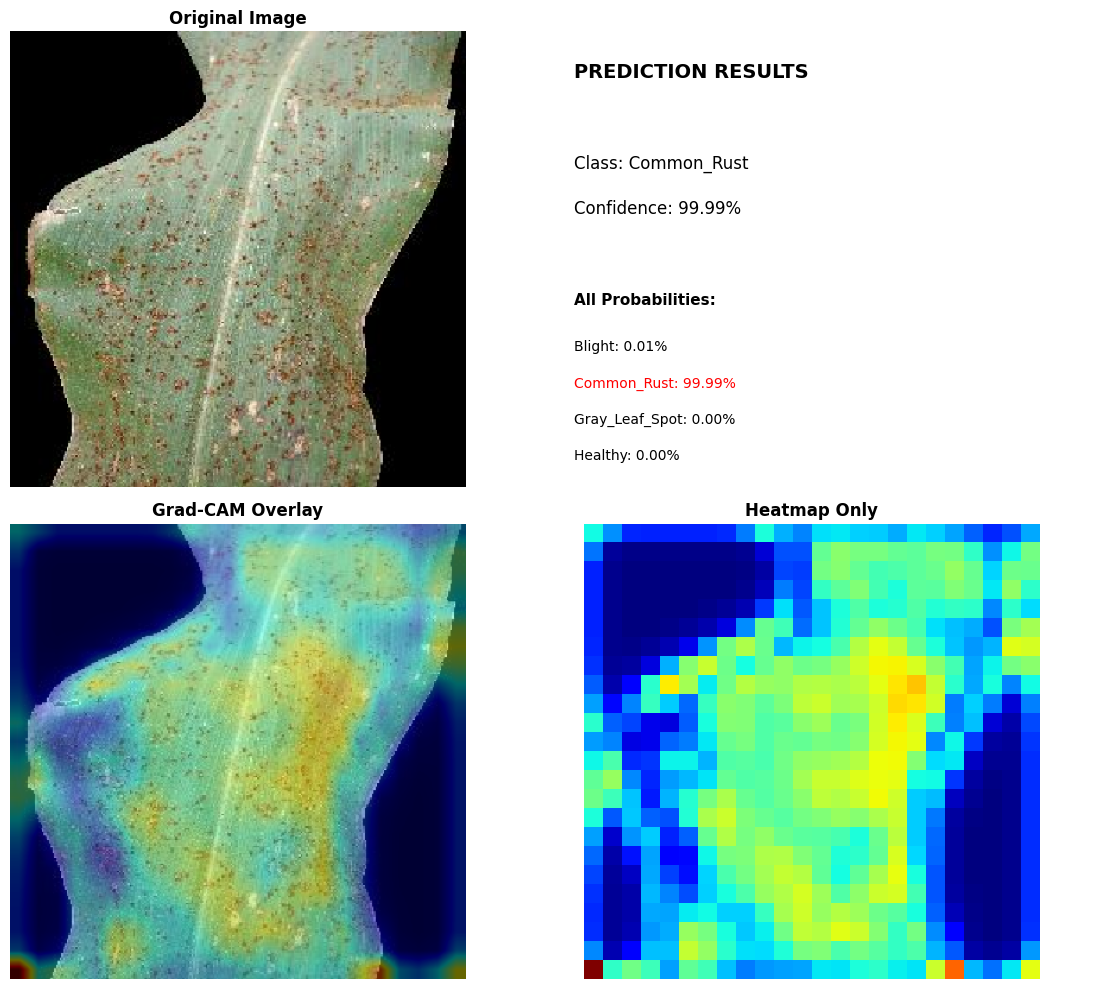 Original Image
PREDICTION RESULTS
Class: Common_Rust
Confidence: 99.99%
All Probabilities:
Blight: 0.01%
Common_Rust: 99.99%
Gray_Leaf_Spot: 0.00%
Healthy: 0.00%
Grad-CAM Overlay
Heatmap Only